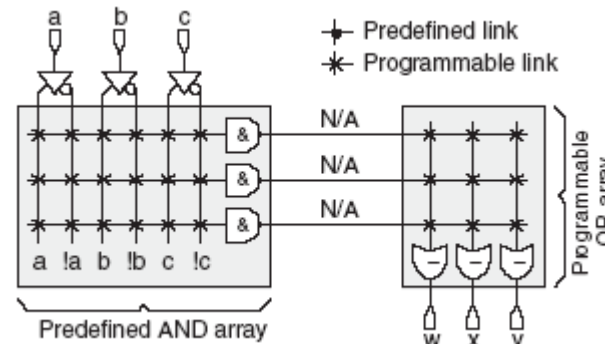 a b c
Predefined link
Programmable link
N/A
&
N/A
&
N/A
&
a !a b !b c !c
Predefined AND array
Programmable
OR array
w x y